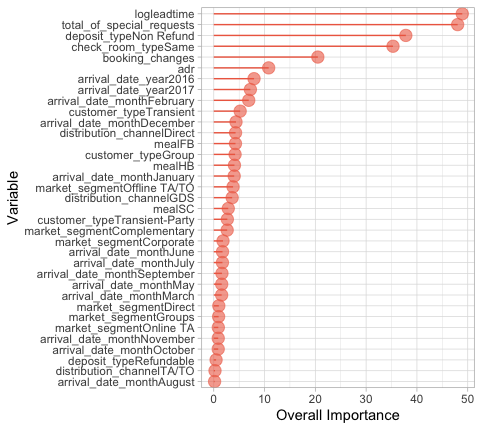 logleadtime
total_of_special_requests
deposit_typeNon Refund
check_room_typeSame
booking_changes
adr
arrival_date_year2016
arrival_date_year2017
arrival_date_monthFebruary
customer_typeTransient
arrival_date_monthDecember
distribution_channelDirect
mealFB
customer_typeGroup
mealHB
arrival_date_monthJanuary
market_segmentOffline TA/TO
distribution_channelGDS
mealSC
customer_typeTransient-Party
market_segmentComplementary
market_segmentCorporate
arrival_date_monthJune
arrival_date_monthJuly
arrival_date_monthSeptember
arrival_date_monthMay
arrival_date_monthMarch
market_segmentDirect
market_segmentGroups
market_segmentOnline TA
arrival_date_monthNovember
arrival_date_monthOctober
deposit_typeRefundable
distribution_channelTA/TO
arrival_date_monthAugust
Variable
0 10 20 30 40 50
Overall Importance